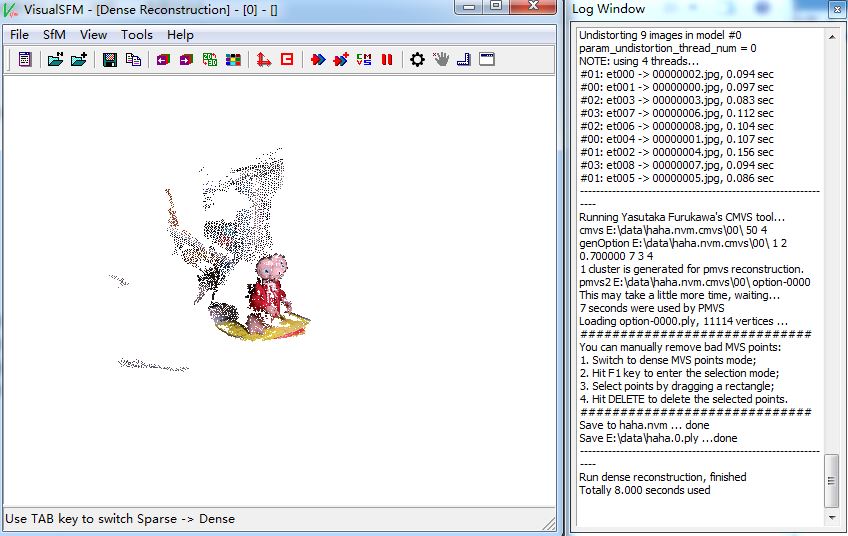 VisualSFM - [Dense Reconstruction] - [0] - []
File SfM View Tools Help
Use TAB key to switch Sparse -> Dense
Log Window
Undistorting 9 images in model #0
param_undistortion_thread_num = 0
NOTE: using 4 threads...
#01: et000 -> 00000002.jpg, 0.094 sec
#00: et001 -> 00000000.jpg, 0.097 sec
#02: et003 -> 00000003.jpg, 0.083 sec
#03: et007 -> 00000006.jpg, 0.112 sec
#02: et006 -> 00000008.jpg, 0.104 sec
#00: et004 -> 00000001.jpg, 0.107 sec
#01: et002 -> 00000004.jpg, 0.156 sec
#03: et008 -> 00000007.jpg, 0.094 sec
#01: et005 -> 00000005.jpg, 0.086 sec
----------------------------------------------------------------
----
Running Yasutaka Furukawa's CMVS tool...
cmvs E:\data\haha.nvm.cmvs\00\ 50 4
genOption E:\data\haha.nvm.cmvs\00\ 1 2
0.700000 7 3 4
1 cluster is generated for pmvs reconstruction.
pmvs2 E:\data\haha.nvm.cmvs\00\ option-0000
This may take a little more time, waiting...
7 seconds were used by PMVS
Loading option-0000.ply, 11114 vertices ...
#############################
You can manually remove bad MVS points:
1. Switch to dense MVS points mode;
2. Hit F1 key to enter the selection mode;
3. Select points by dragging a rectangle;
4. Hit DELETE to delete the selected points.
#############################
Save to haha.nvm ... done
Save E:\data\haha.0.ply ...done
----------------------------------------------------------------
----
Run dense reconstruction, finished
Totally 8.000 seconds used